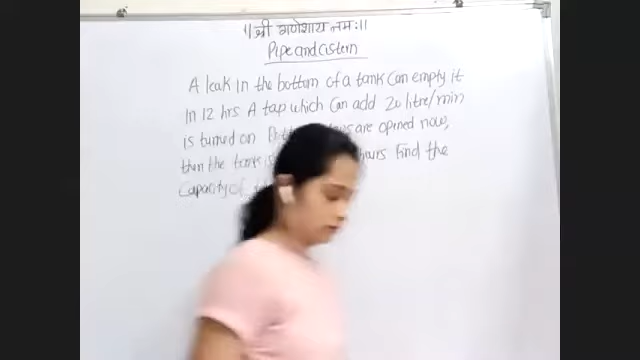 ॥श्री गणेशाय नमः॥
Pipe and cistern
A leak in the bottom of a tank can empty it
in 12 hrs A tap which can add 20 litre/min
is turned on are opened now,
then the tank is hours Find the
Capacity of